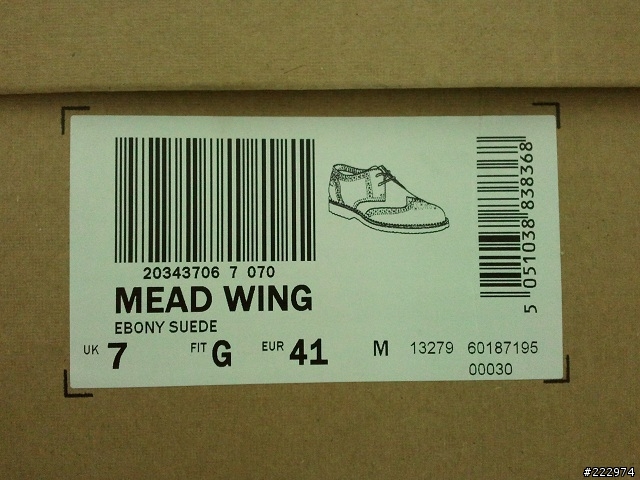 20343706 7 070
MEAD WING
EBONY SUEDE
UK 7 FIT G EUR 41 M 13279 60187195
00030
5 051038 838368
#222974